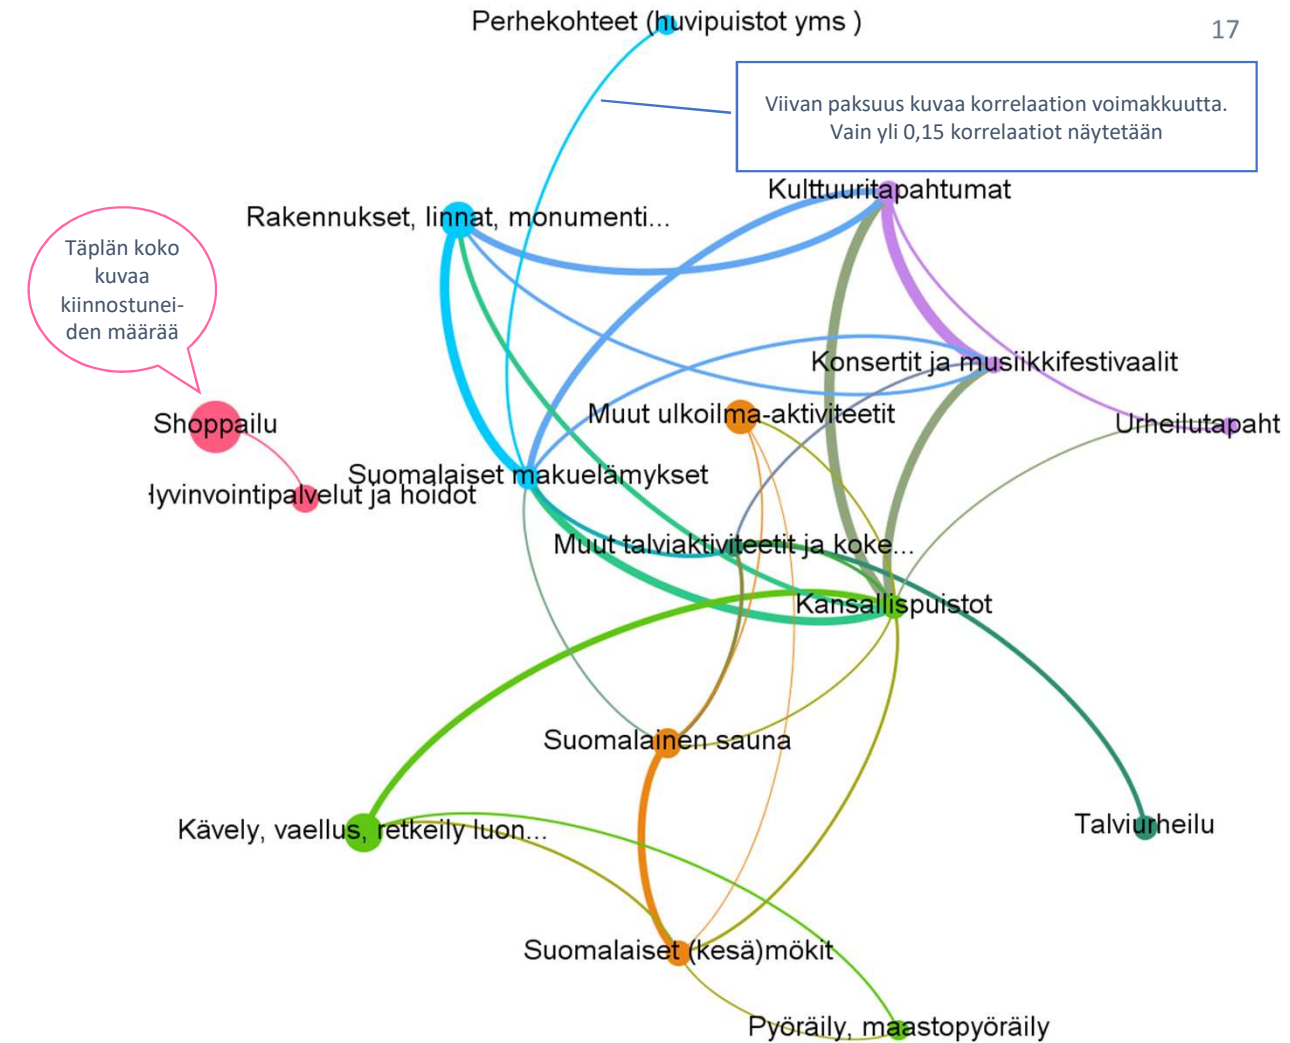 Perhekohteet (huvipuistot yms )
17
Viivan paksuus kuvaa korrelaation voimakkuutta.
Vain yli 0,15 korrelaatiot näytetään
Kulttuuritapahtumat
Rakennukset, linnat, monumenti...
Täplän koko
kuvaa
kiinnostunei-
den määrää
Konsertit ja musiikkifestivaalit
Muut ulkoilma-aktiviteetit
Shoppailu
Urheilutapaht
Suomalaiset makuelämykset
lyvinvointipalvelut ja hoidot
Muut talviaktiviteetit ja koke...
Kansallispuistot
Suomalainen sauna
Kävely, vaellus, retkeily luon...
Talviurheilu
Suomalaiset (kesä)mökit
Pyöräily, maastopyöräily